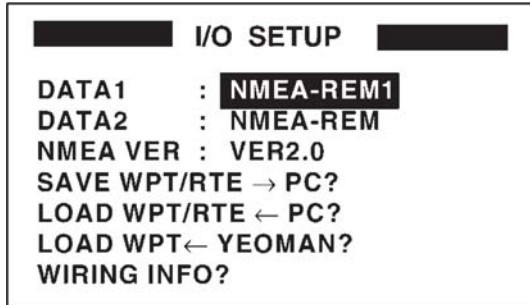 I/O SETUP
DATA1 : NMEA-REM1
DATA2 : NMEA-REM
NMEA VER : VER2.0
SAVE WPT/RTE → PC?
LOAD WPT/RTE ← PC?
LOAD WPT← YEOMAN?
WIRING INFO?